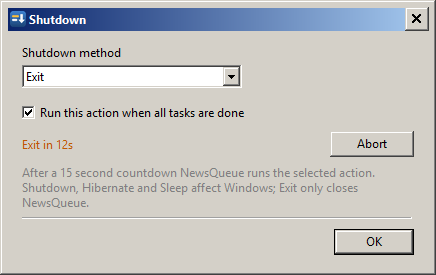 Shutdown
Shutdown method
Exit
Run this action when all tasks are done
Exit in 12s
Abort
After a 15 second countdown NewsQueue runs the selected action.
Shutdown, Hibernate and Sleep affect Windows; Exit only closes
NewsQueue.
OK